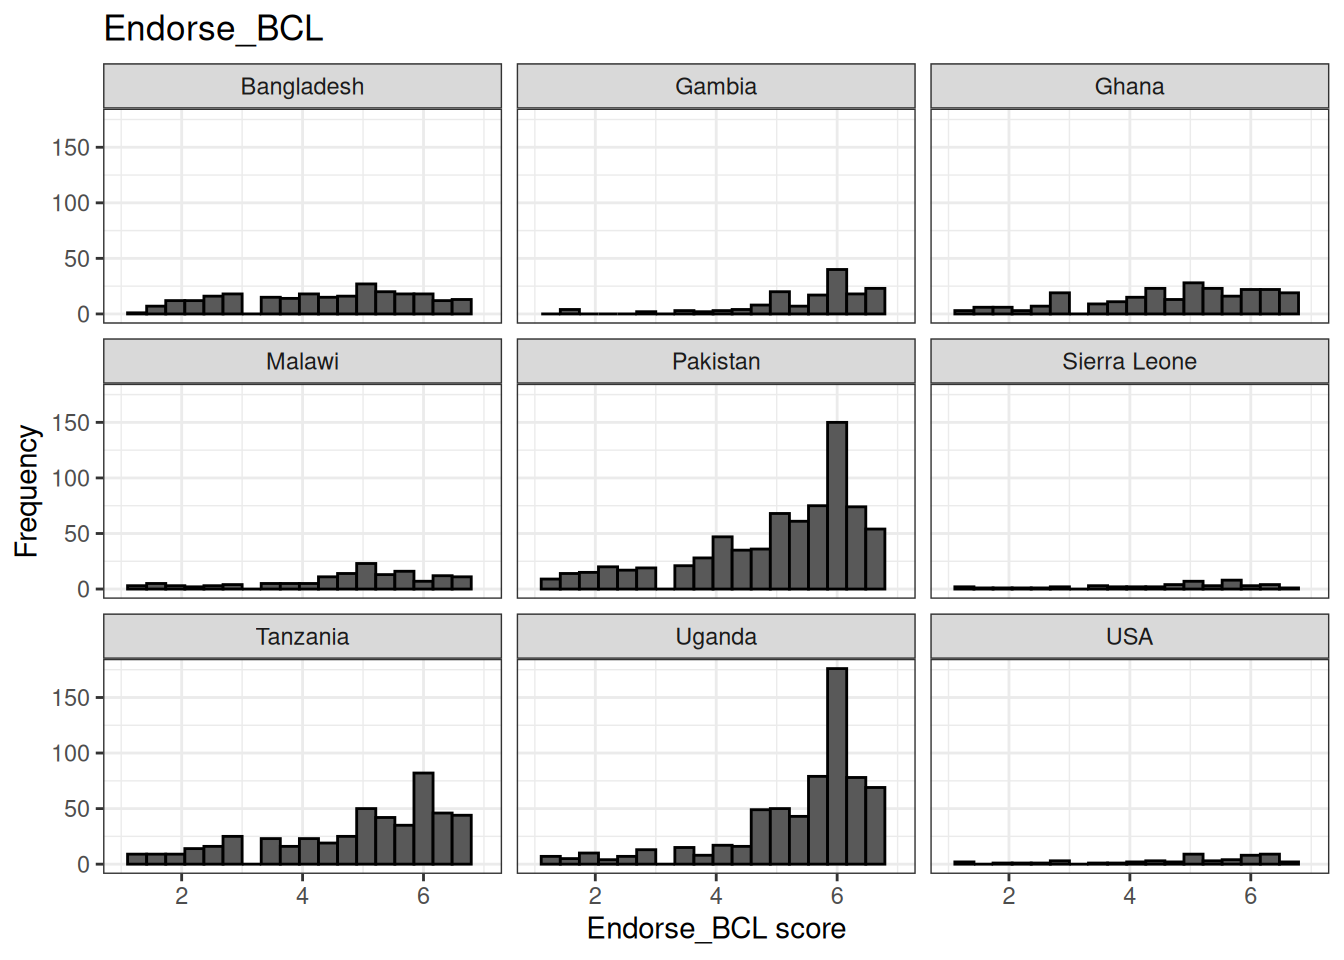 Endorse_BCL
Bangladesh
Gambia
Ghana
150
100
50
0
Malawi
Pakistan
Sierra Leone
150
100
50
0
Frequency
Tanzania
Uganda
USA
150
100
50
0
2 4 6
2 4 6
2 4 6
Endorse_BCL score